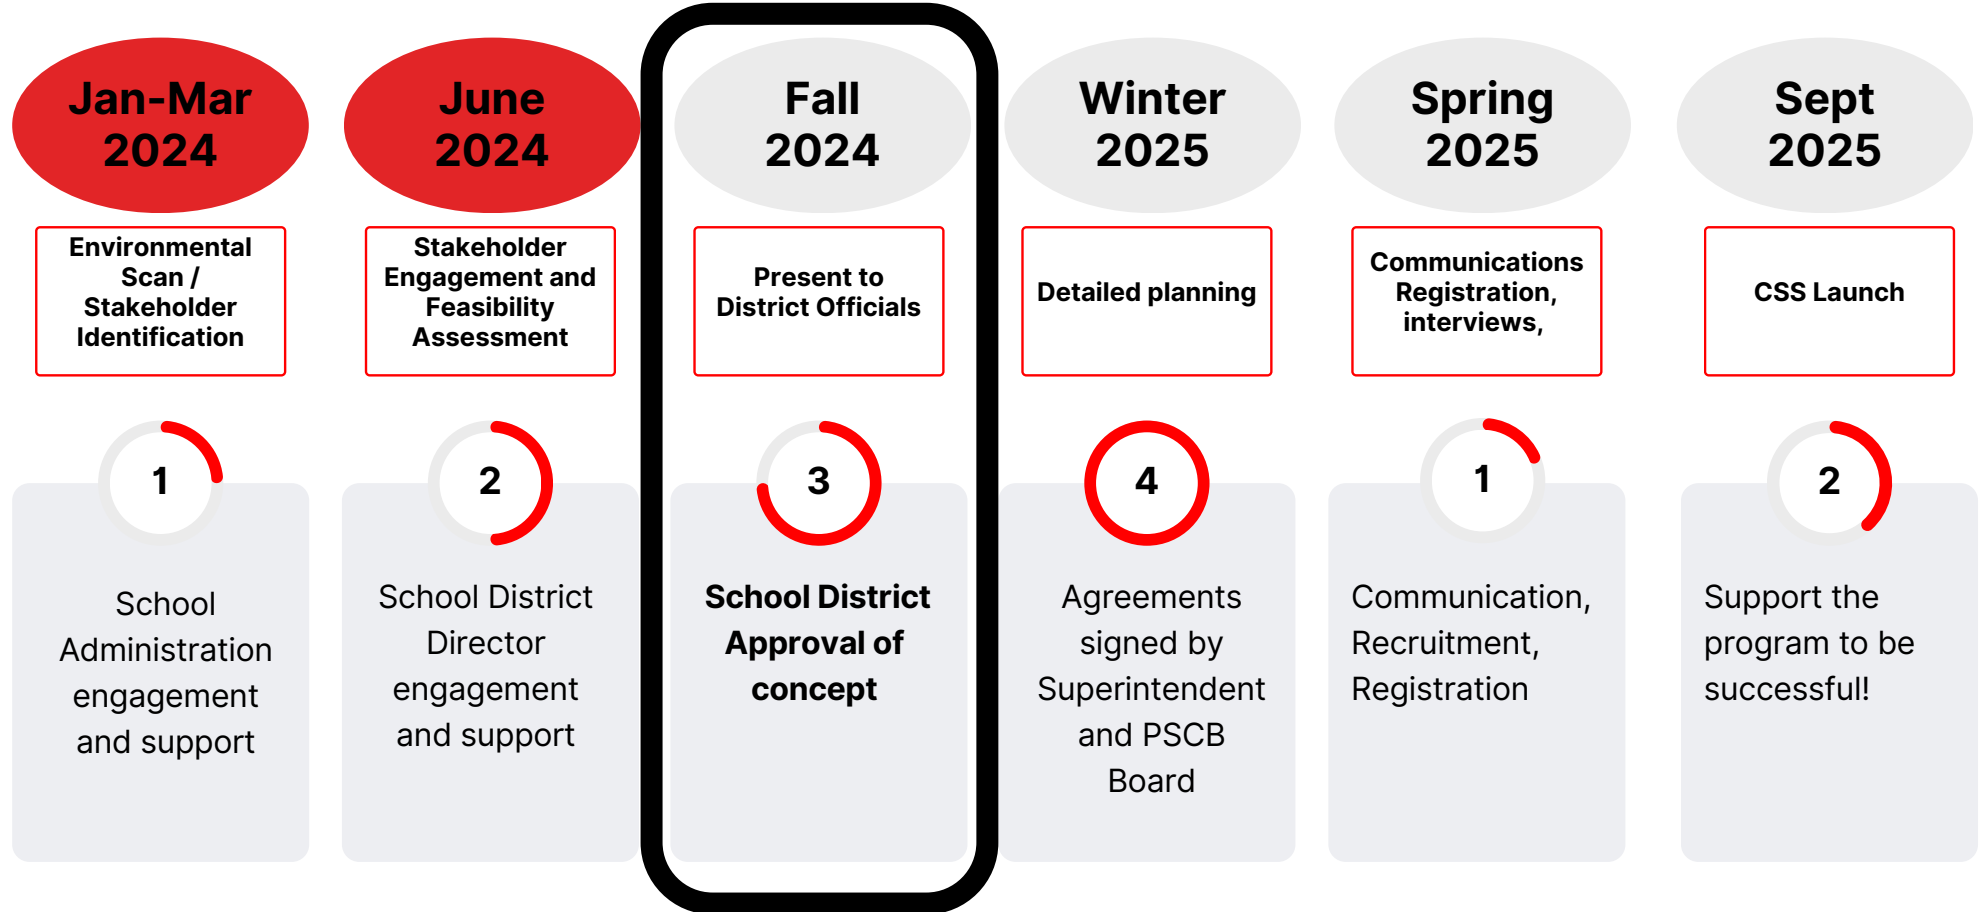 Jan-Mar
2024
June
2024
Fall
2024
Winter
2025
Spring
2025
Sept
2025
Environmental
Scan /
Stakeholder
Identification
Stakeholder
Engagement and
Feasibility
Assessment
Present to
District Officials
Detailed planning
Communications
Registration,
interviews,
CSS Launch
1
2
3
4
1
2
School
Administration
engagement
and support
School District
Director
engagement
and support
School District
Approval of
concept
Agreements
signed by
Superintendent
and PSCB
Board
Communication,
Recruitment,
Registration
Support the
program to be
successful!